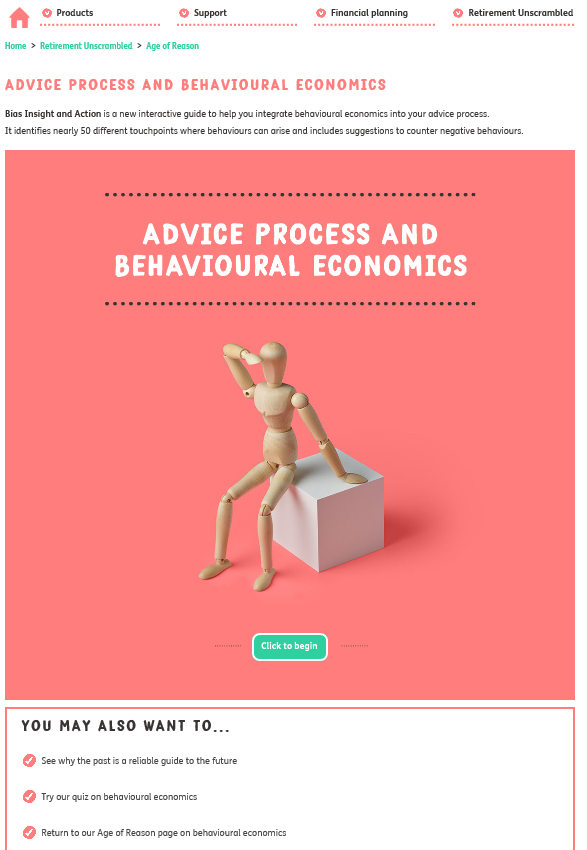 Products
Support
Financial planning
Retirement Unscrambled
Home > Retirement Unscrambled > Age of Reason
ADVICE PROCESS AND BEHAVIOURAL ECONOMICS
Bias Insight and Action is a new interactive guide to help you integrate behavioural economics into your advice process.
It identifies nearly 50 different touchpoints where behaviours can arise and includes suggestions to counter negative behaviours.
ADVICE PROCESS AND
BEHAVIOURAL ECONOMICS
Click to begin
YOU MAY ALSO WANT TO...
See why the past is a reliable guide to the future
Try our quiz on behavioural economics
Return to our Age of Reason page on behavioural economics